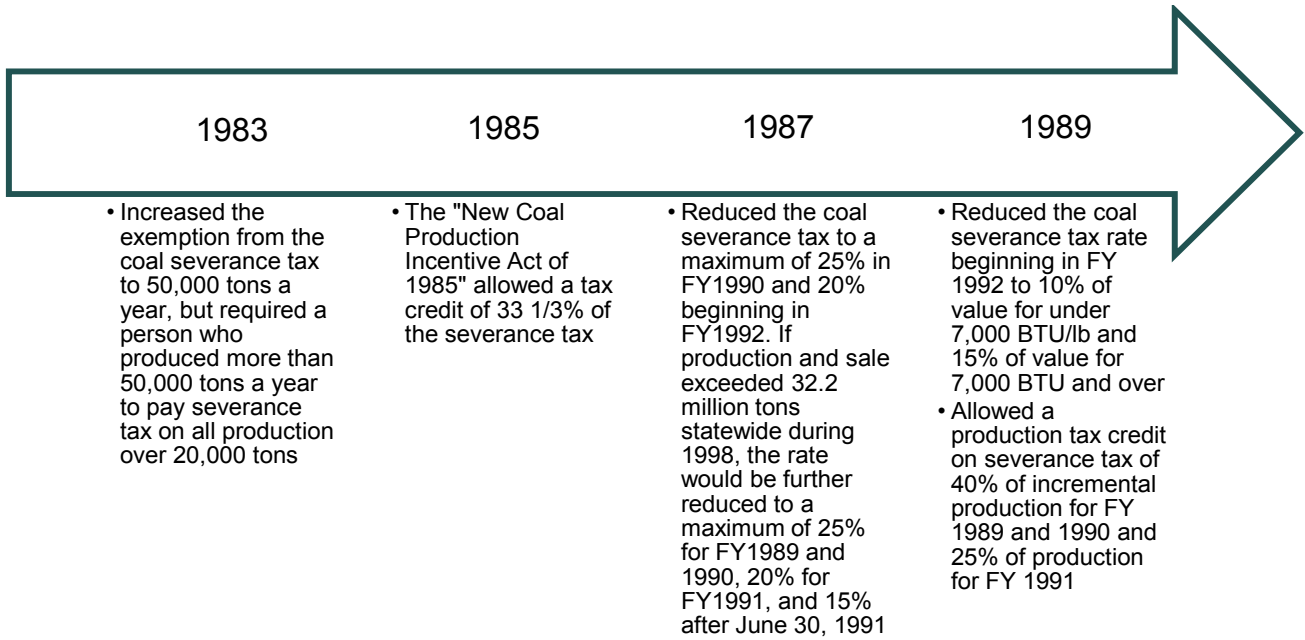 1983
1985
1987
1989
• Increased the
exemption from the
coal severance tax
to 50,000 tons a
year, but required a
person who
produced more than
50,000 tons a year
to pay severance
tax on all production
over 20,000 tons
• The "New Coal
Production
Incentive Act of
1985" allowed a tax
credit of 33 1/3% of
the severance tax
• Reduced the coal
severance tax to a
maximum of 25% in
FY1990 and 20%
beginning in
FY1992. If
production and sale
exceeded 32.2
million tons
statewide during
1998, the rate
would be further
reduced to a
maximum of 25%
for FY1989 and
1990, 20% for
FY1991, and 15%
after June 30, 1991
• Reduced the coal
severance tax rate
beginning in FY
1992 to 10% of
value for under
7,000 BTU/lb and
15% of value for
7,000 BTU and over
• Allowed a
production tax credit
on severance tax of
40% of incremental
production for FY
1989 and 1990 and
25% of production
for FY 1991